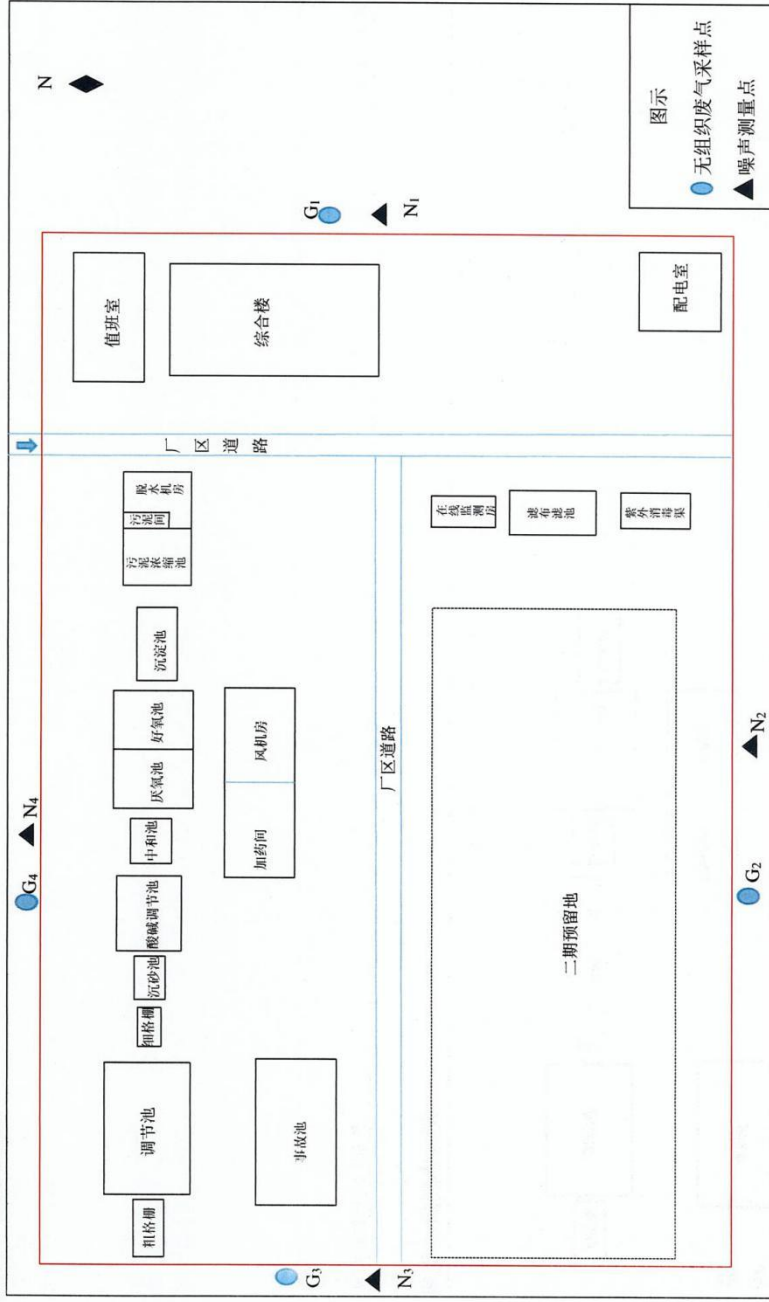 N
G₄
N₄
粗格栅
调节池
细格栅
沉砂池
酸碱调节池
中和池
厌氧池
好氧池
沉淀池
污泥浓缩池
污泥间
脱水机房
厂区道路
值班室
综合楼
事故池
加药间
风机房
G₃
N₃
厂区道路
G₁
N₁
二期预留地
在线监测房
滤布滤池
紫外消毒渠
配电室
G₂
N₂
图示
无组织废气采样点
噪声测量点